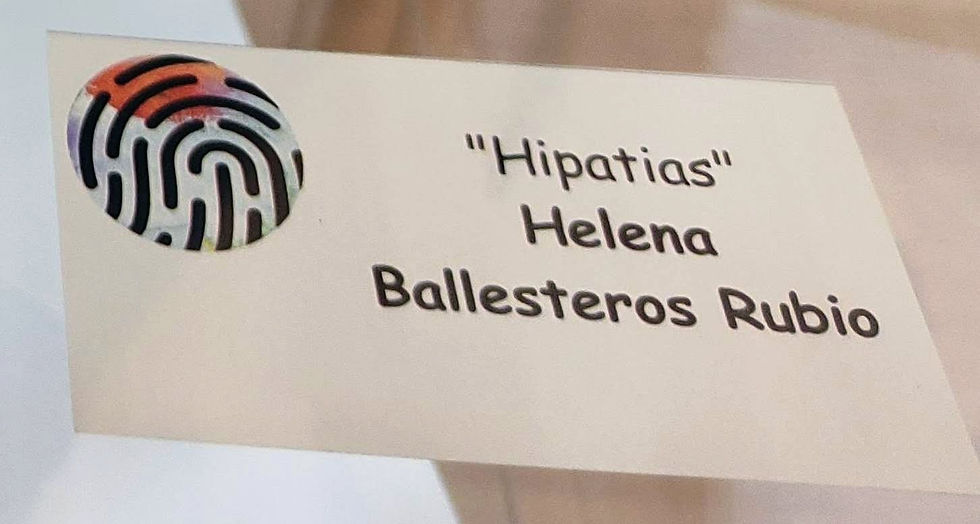 "Hipatias"
Helena
Ballesteros Rubio